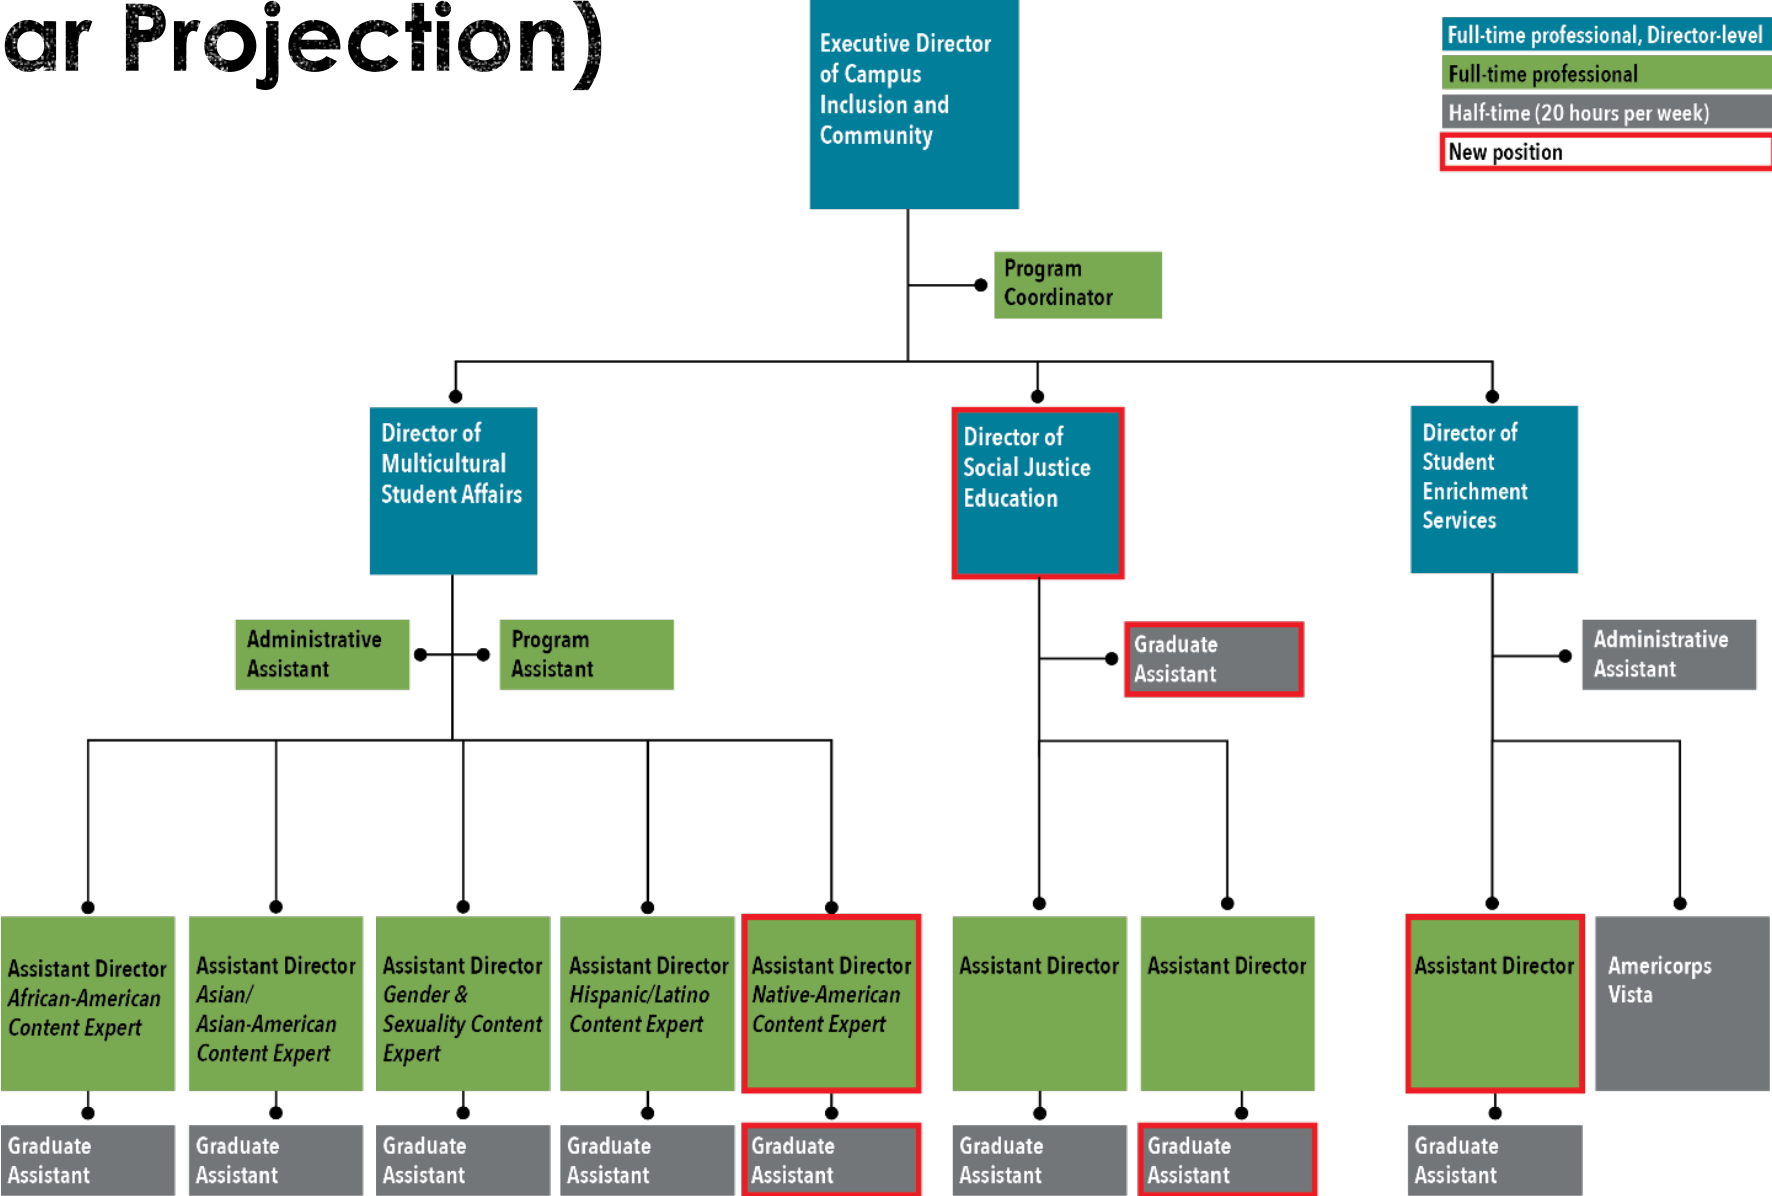 ar Projection)
Executive Director
of Campus
Inclusion and
Community
Full-time professional, Director-level
Full-time professional
Half-time (20 hours per week)
New position
Program
Coordinator
Director of
Multicultural
Student Affairs
Director of
Social Justice
Education
Director of
Student
Enrichment
Services
Administrative
Assistant
Program
Assistant
Graduate
Assistant
Administrative
Assistant
Assistant Director
African-American
Content Expert
Assistant Director
Asian/
Asian-American
Content Expert
Assistant Director
Gender &
Sexuality Content
Expert
Assistant Director
Hispanic/Latino
Content Expert
Assistant Director
Native-American
Content Expert
Assistant Director
Assistant Director
Assistant Director
Americorps
Vista
Graduate
Assistant
Graduate
Assistant
Graduate
Assistant
Graduate
Assistant
Graduate
Assistant
Graduate
Assistant
Graduate
Assistant
Graduate
Assistant